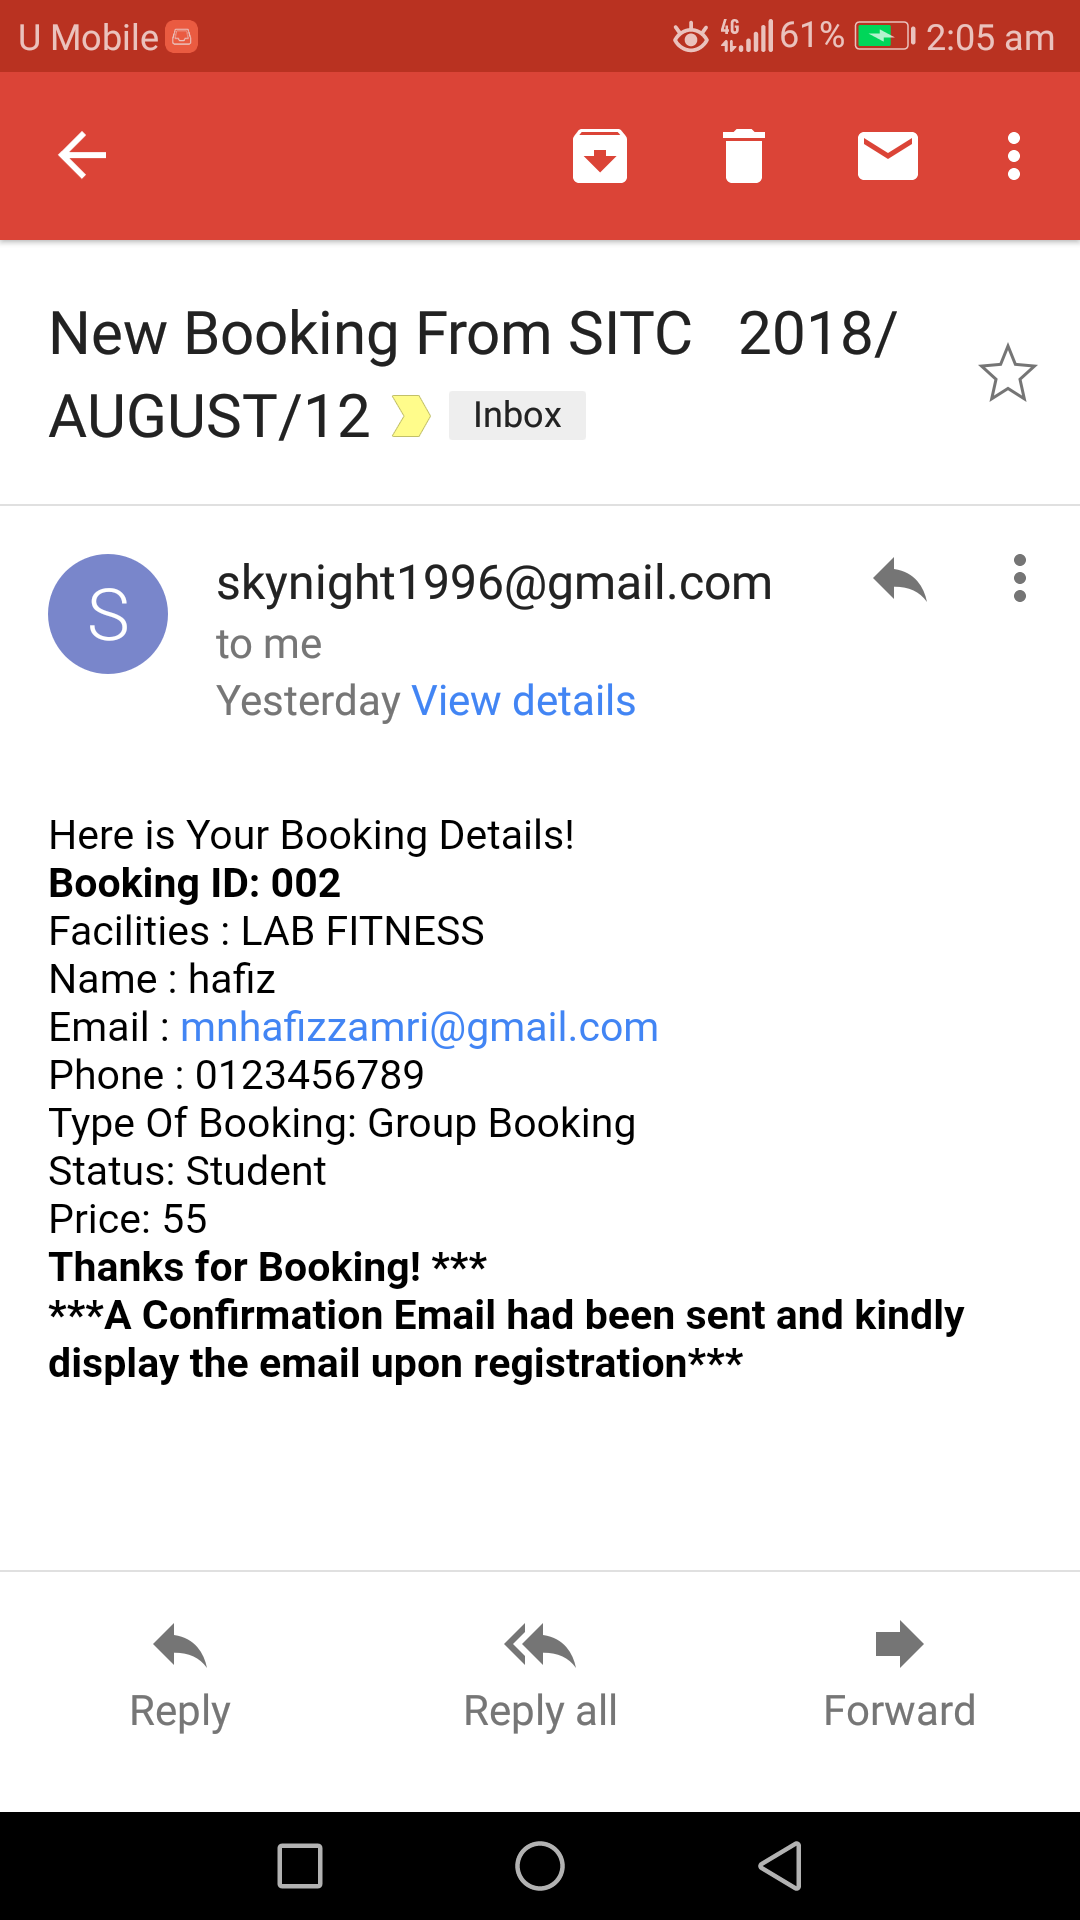 U Mobile 4G 61% 2:05 am
New Booking From SITC 2018/
AUGUST/12 Inbox
S
skynight1996@gmail.com
to me
Yesterday View details
Here is Your Booking Details!
Booking ID: 002
Facilities : LAB FITNESS
Name : hafiz
Email : mnhafizzamri@gmail.com
Phone : 0123456789
Type Of Booking: Group Booking
Status: Student
Price: 55
Thanks for Booking! ***
***A Confirmation Email had been sent and kindly
display the email upon registration***
Reply Reply all Forward